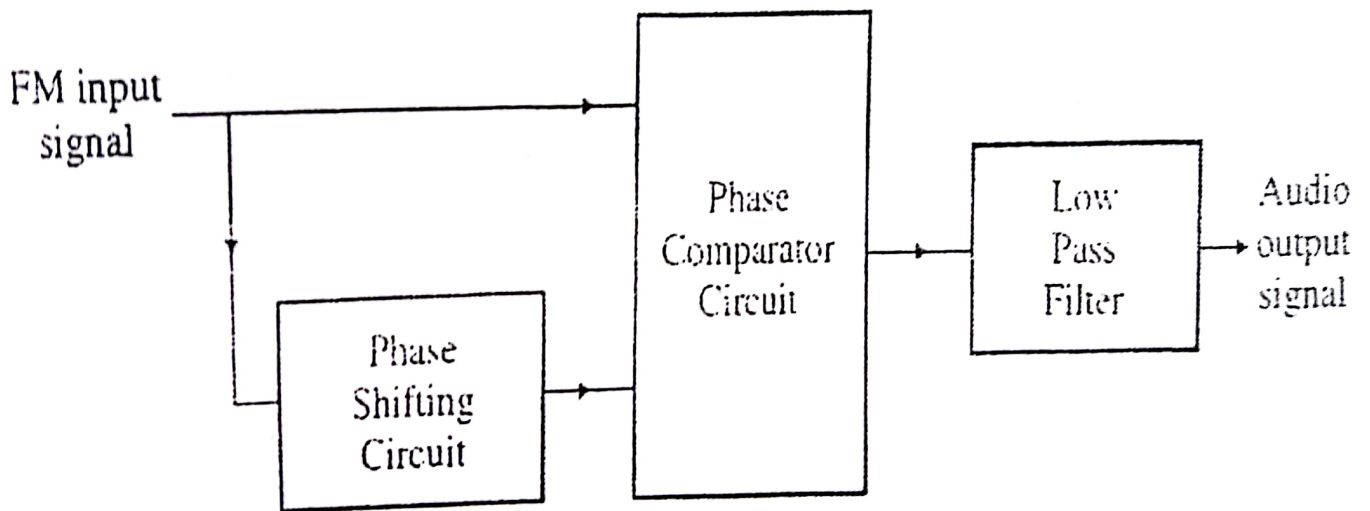 FM input
signal
Phase
Shifting
Circuit
Phase
Comparator
Circuit
Low
Pass
Filter
Audio
output
signal